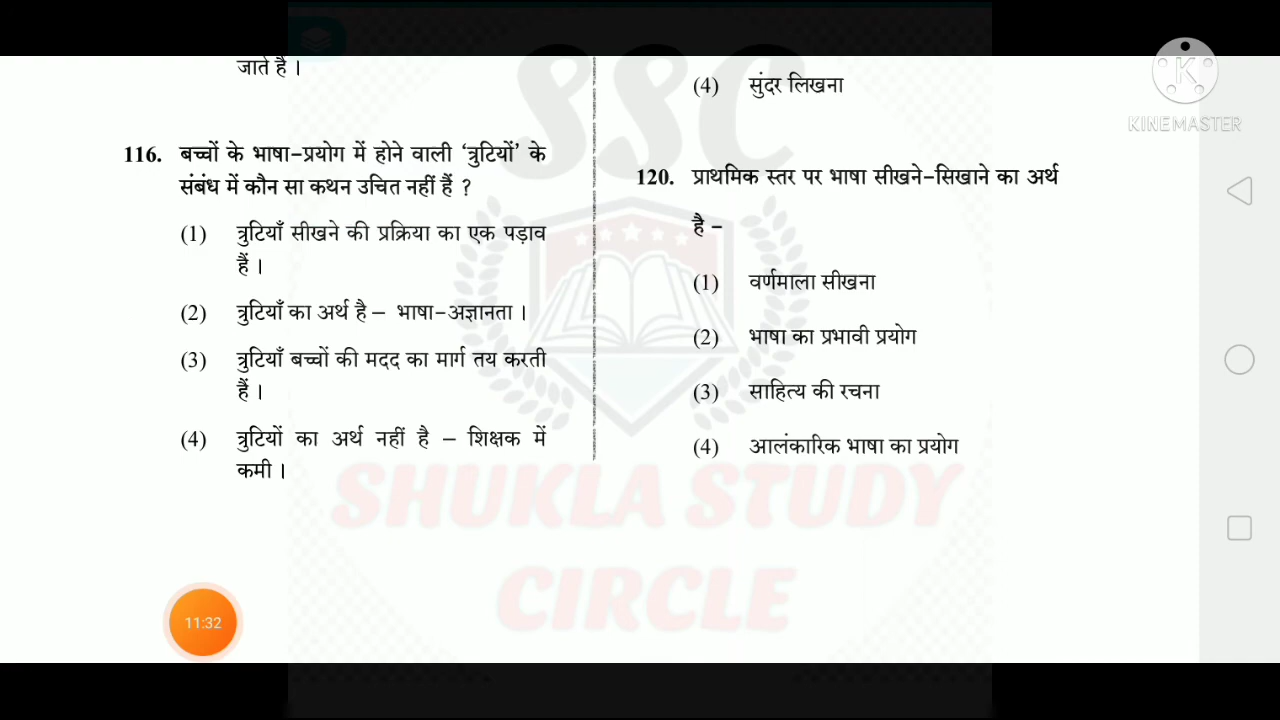 जाते हैं ।
116. बच्चों के भाषा-प्रयोग में होने वाली ‘त्रुटियों’ के
संबंध में कौन सा कथन उचित नहीं हैं ?
(1) त्रुटियाँ सीखने की प्रक्रिया का एक पड़ाव
हैं ।
(2) त्रुटियाँ का अर्थ है – भाषा-अज्ञानता ।
(3) त्रुटियाँ बच्चों की मदद का मार्ग तय करती
हैं ।
(4) त्रुटियों का अर्थ नहीं है – शिक्षक में
कमी ।
(4) सुंदर लिखना
120. प्राथमिक स्तर पर भाषा सीखने-सिखाने का अर्थ
है –
(1) वर्णमाला सीखना
(2) भाषा का प्रभावी प्रयोग
(3) साहित्य की रचना
(4) आलंकारिक भाषा का प्रयोग
SSC
SHUKLA STUDY
CIRCLE
K
KINEMASTER
11:32